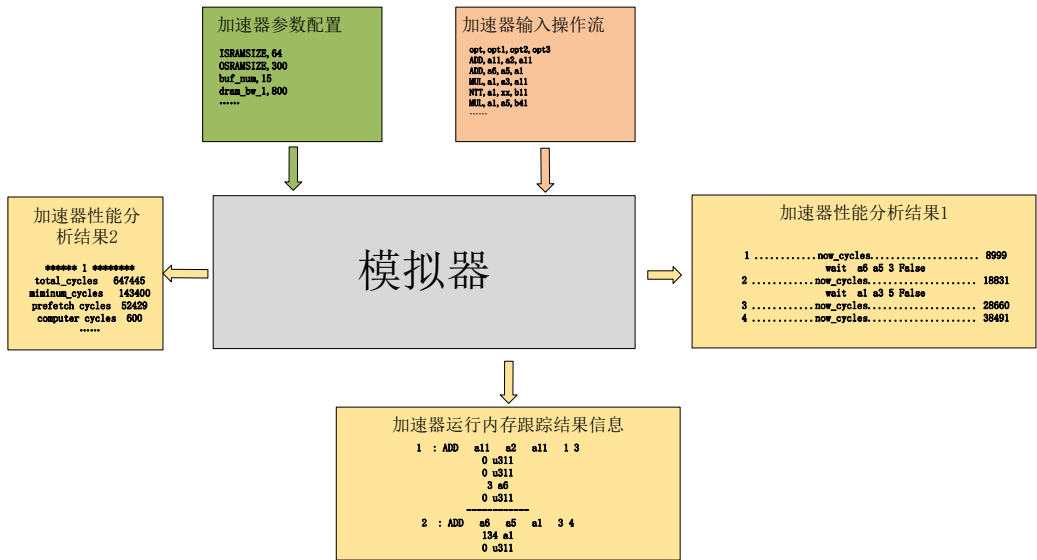 加速器参数配置
ISRAMSIZE,64
OSRAMSIZE,300
buf_num,15
dram_bw_1,800
……
加速器输入操作流
opt,opt1,opt2,opt3
ADD,a11,a2,a11
ADD,a6,a5,a1
MUL,a1,a3,a11
NTT,a1,xx,b11
MUL,a1,a5,b41
……
加速器性能分
析结果2
****** 1 ********
total_cycles 647445
miminum_cycles 143400
prefetch cycles 52429
computer cycles 600
……
模拟器
加速器性能分析结果1
1 ............now_cycles..................... 8999
wait a6 a5 3 False
2 ............now_cycles..................... 18831
wait a1 a3 5 False
3 ............now_cycles..................... 28660
4 ............now_cycles..................... 38491
加速器运行内存跟踪结果信息
1 : ADD a11 a2 a11 1 3
0 u311
0 u311
3 a6
0 u311
------------
2 : ADD a6 a5 a1 3 4
134 a1
0 u311